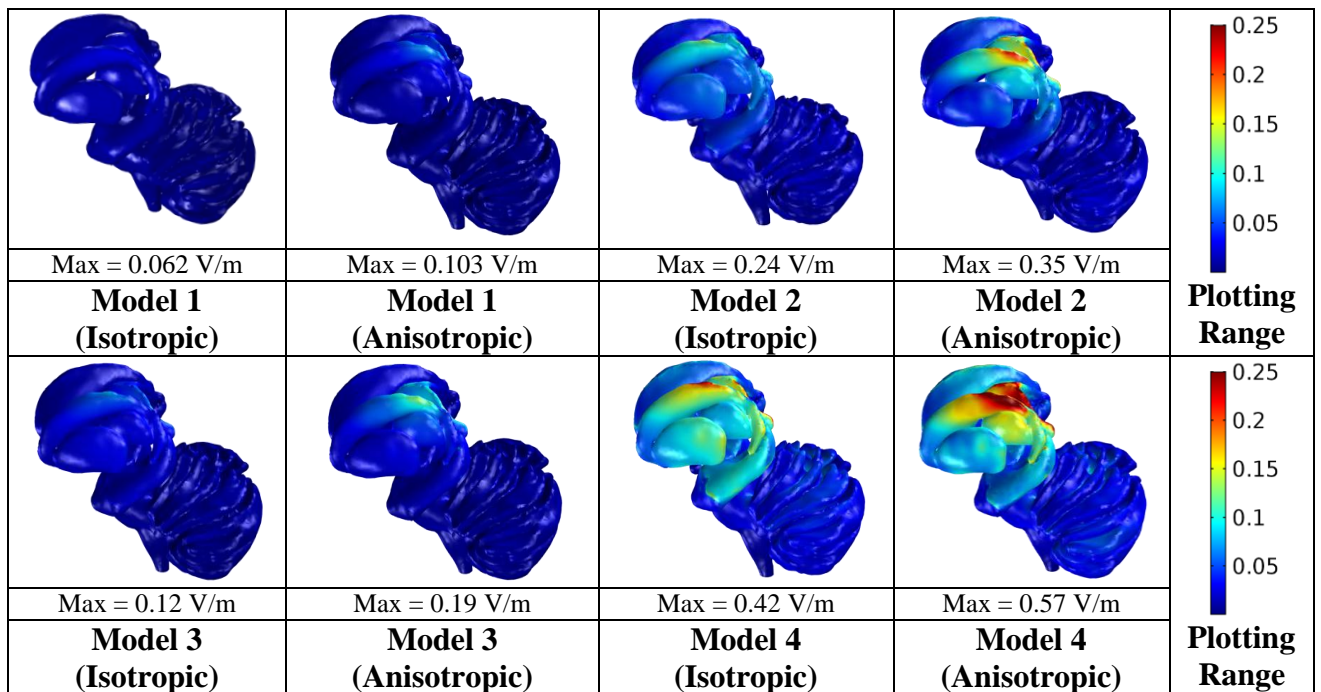 0.25
0.2
0.15
0.1
0.05
Max = 0.062 V/m
Max = 0.103 V/m
Max = 0.24 V/m
Max = 0.35 V/m
Model 1
(Isotropic)
Model 1
(Anisotropic)
Model 2
(Isotropic)
Model 2
(Anisotropic)
Plotting
Range
0.25
0.2
0.15
0.1
0.05
Max = 0.12 V/m
Max = 0.19 V/m
Max = 0.42 V/m
Max = 0.57 V/m
Model 3
(Isotropic)
Model 3
(Anisotropic)
Model 4
(Isotropic)
Model 4
(Anisotropic)
Plotting
Range